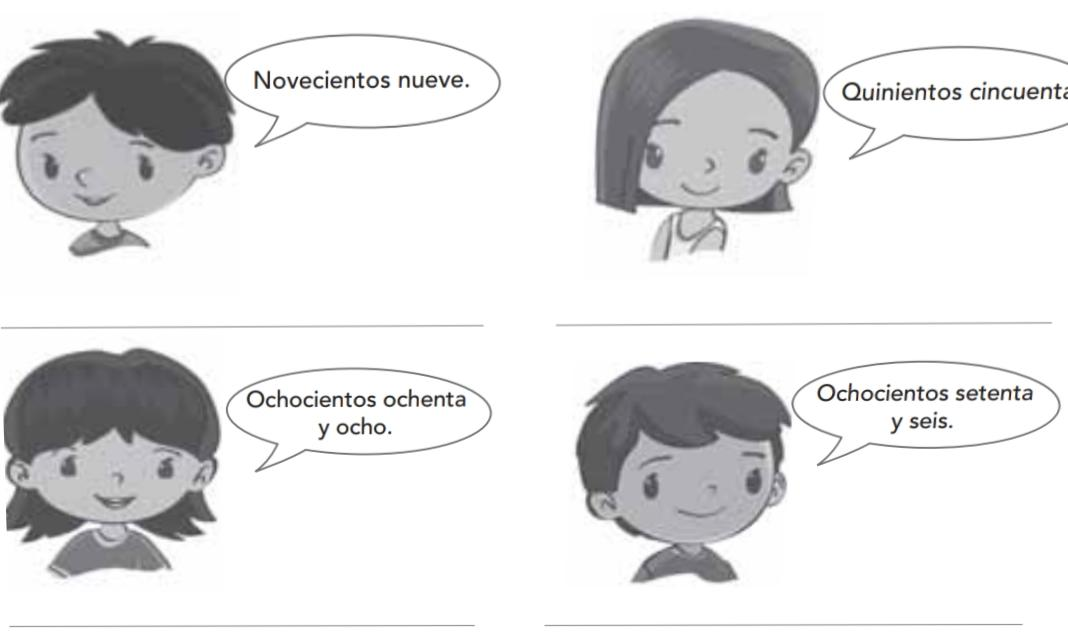 Novecientos nueve.
Quinientos cincuenta
Ochocientos ochenta
y ocho.
Ochocientos setenta
y seis.